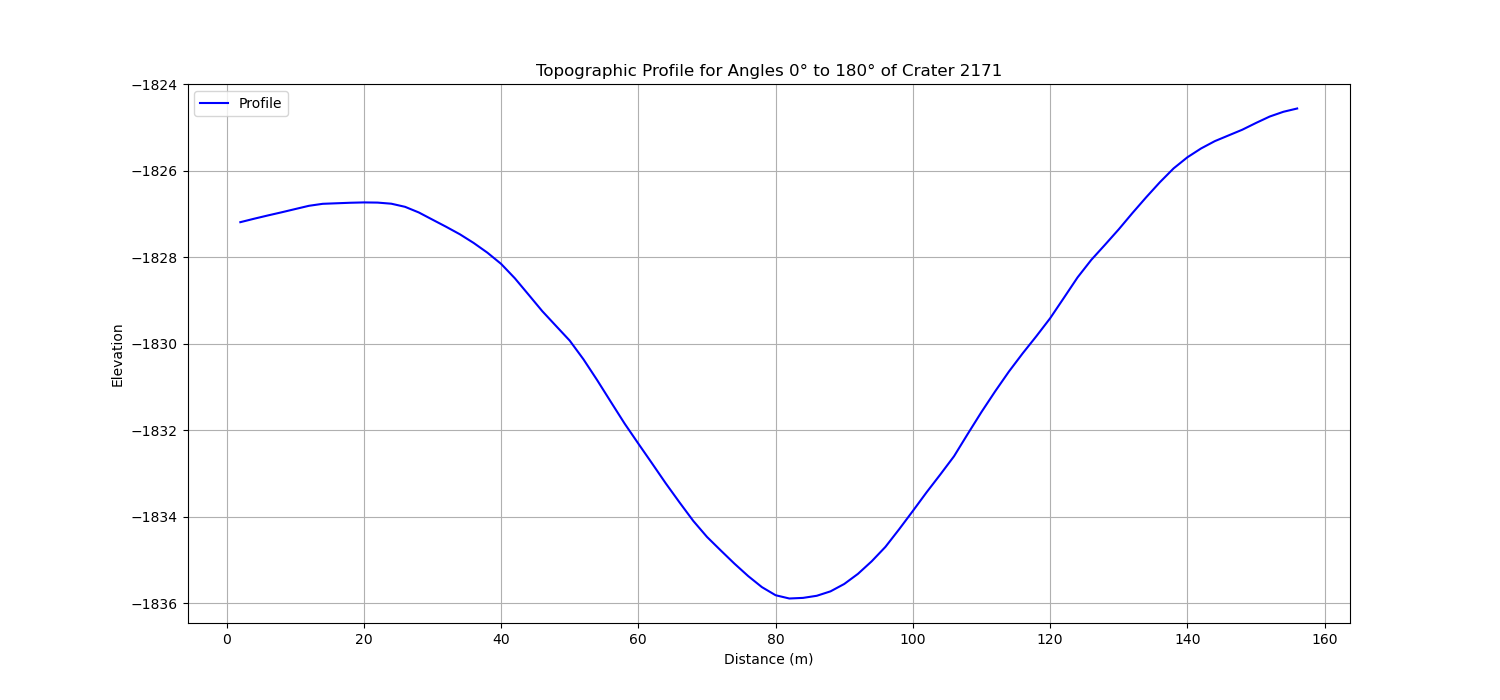 Topographic Profile for Angles 0° to 180° of Crater 2171
Profile
Elevation
−1824
−1826
−1828
−1830
−1832
−1834
−1836
0 20 40 60 80 100 120 140 160
Distance (m)